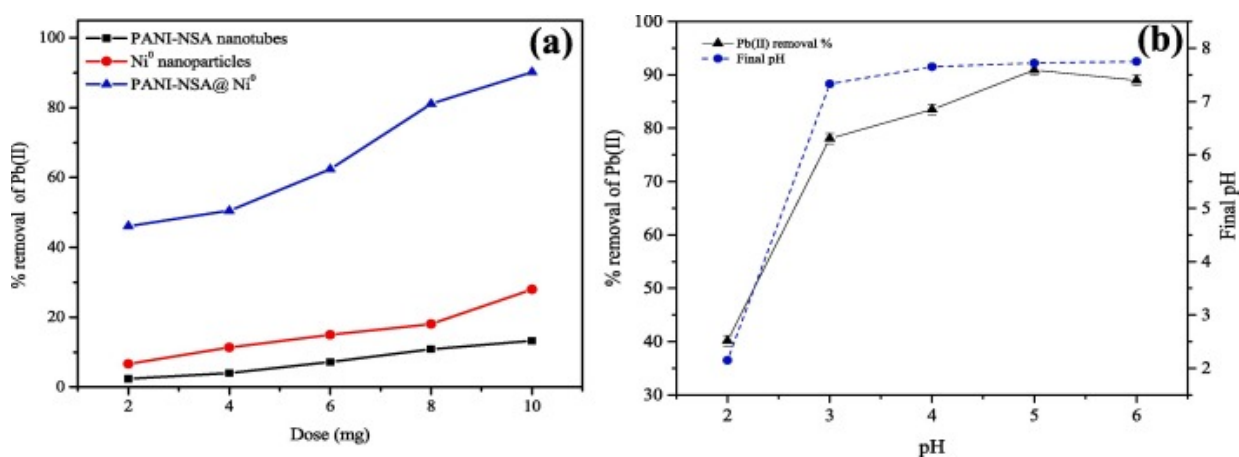 (a)
PANI-NSA nanotubes
Ni⁰ nanoparticles
PANI-NSA@ Ni⁰
% removal of Pb(II)
100
80
60
40
20
0
2 4 6 8 10
Dose (mg)
(b)
Pb(II) removal %
Final pH
% removal of Pb(II)
100
90
80
70
60
50
40
30
2 3 4 5 6
pH
8
7
6
5
4
3
2
Final pH